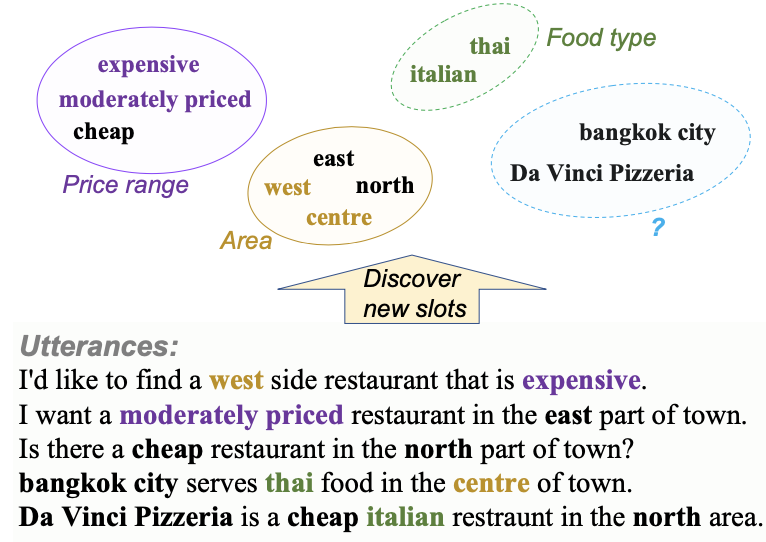 expensive
moderately priced
cheap
Price range
thai
italian
Food type
east
west north
centre
Area
bangkok city
Da Vinci Pizzeria
?
Discover
new slots
Utterances:
I'd like to find a west side restaurant that is expensive.
I want a moderately priced restaurant in the east part of town.
Is there a cheap restaurant in the north part of town?
bangkok city serves thai food in the centre of town.
Da Vinci Pizzeria is a cheap italian restraunt in the north area.